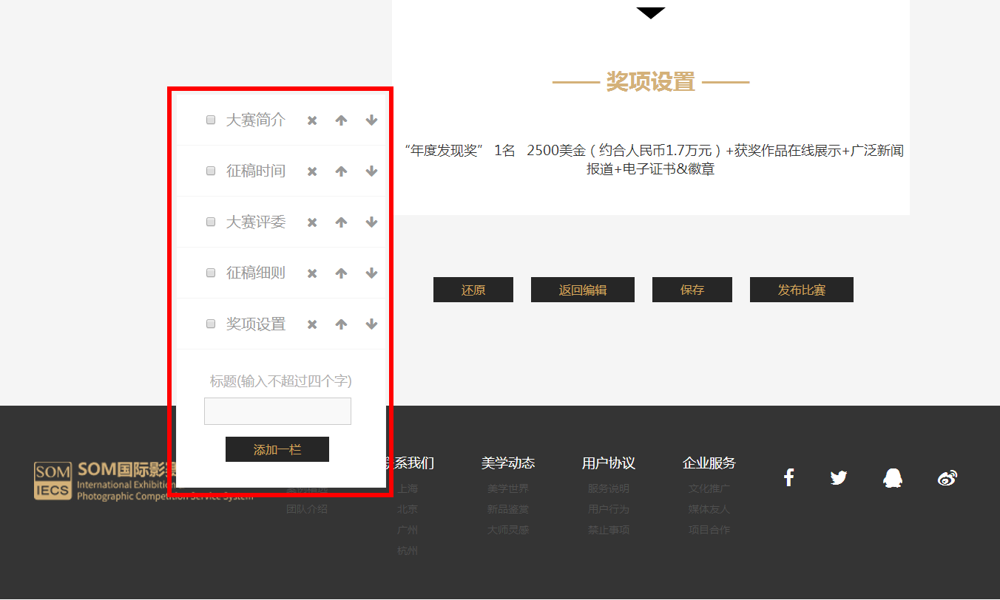 奖项设置
“年度发现奖” 1名 2500美金（约合人民币1.7万元）+获奖作品在线展示+广泛新闻
报道+电子证书&徽章
大赛简介
征稿时间
大赛评委
征稿细则
奖项设置
标题(输入不超过四个字)
添加一栏
还原 返回编辑 保存 发布比赛
SOM
IECS
SOM国际影
International Exhibition
Photographic Competition Service System
团队介绍
系我们
上海
北京
广州
杭州
美学动态
美学世界
新品鉴赏
大师灵感
用户协议
服务说明
用户行为
禁止事项
企业服务
文化推广
媒体友人
项目合作